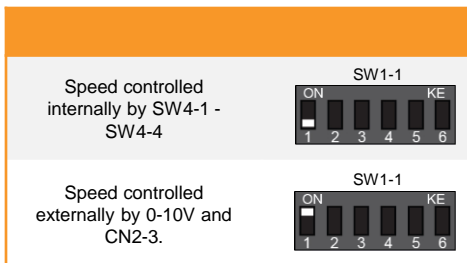 Speed controlled
internally by SW4-1 -
SW4-4
SW1-1
ON KE
1 2 3 4 5 6
Speed controlled
externally by 0-10V and
CN2-3.
SW1-1
ON KE
1 2 3 4 5 6